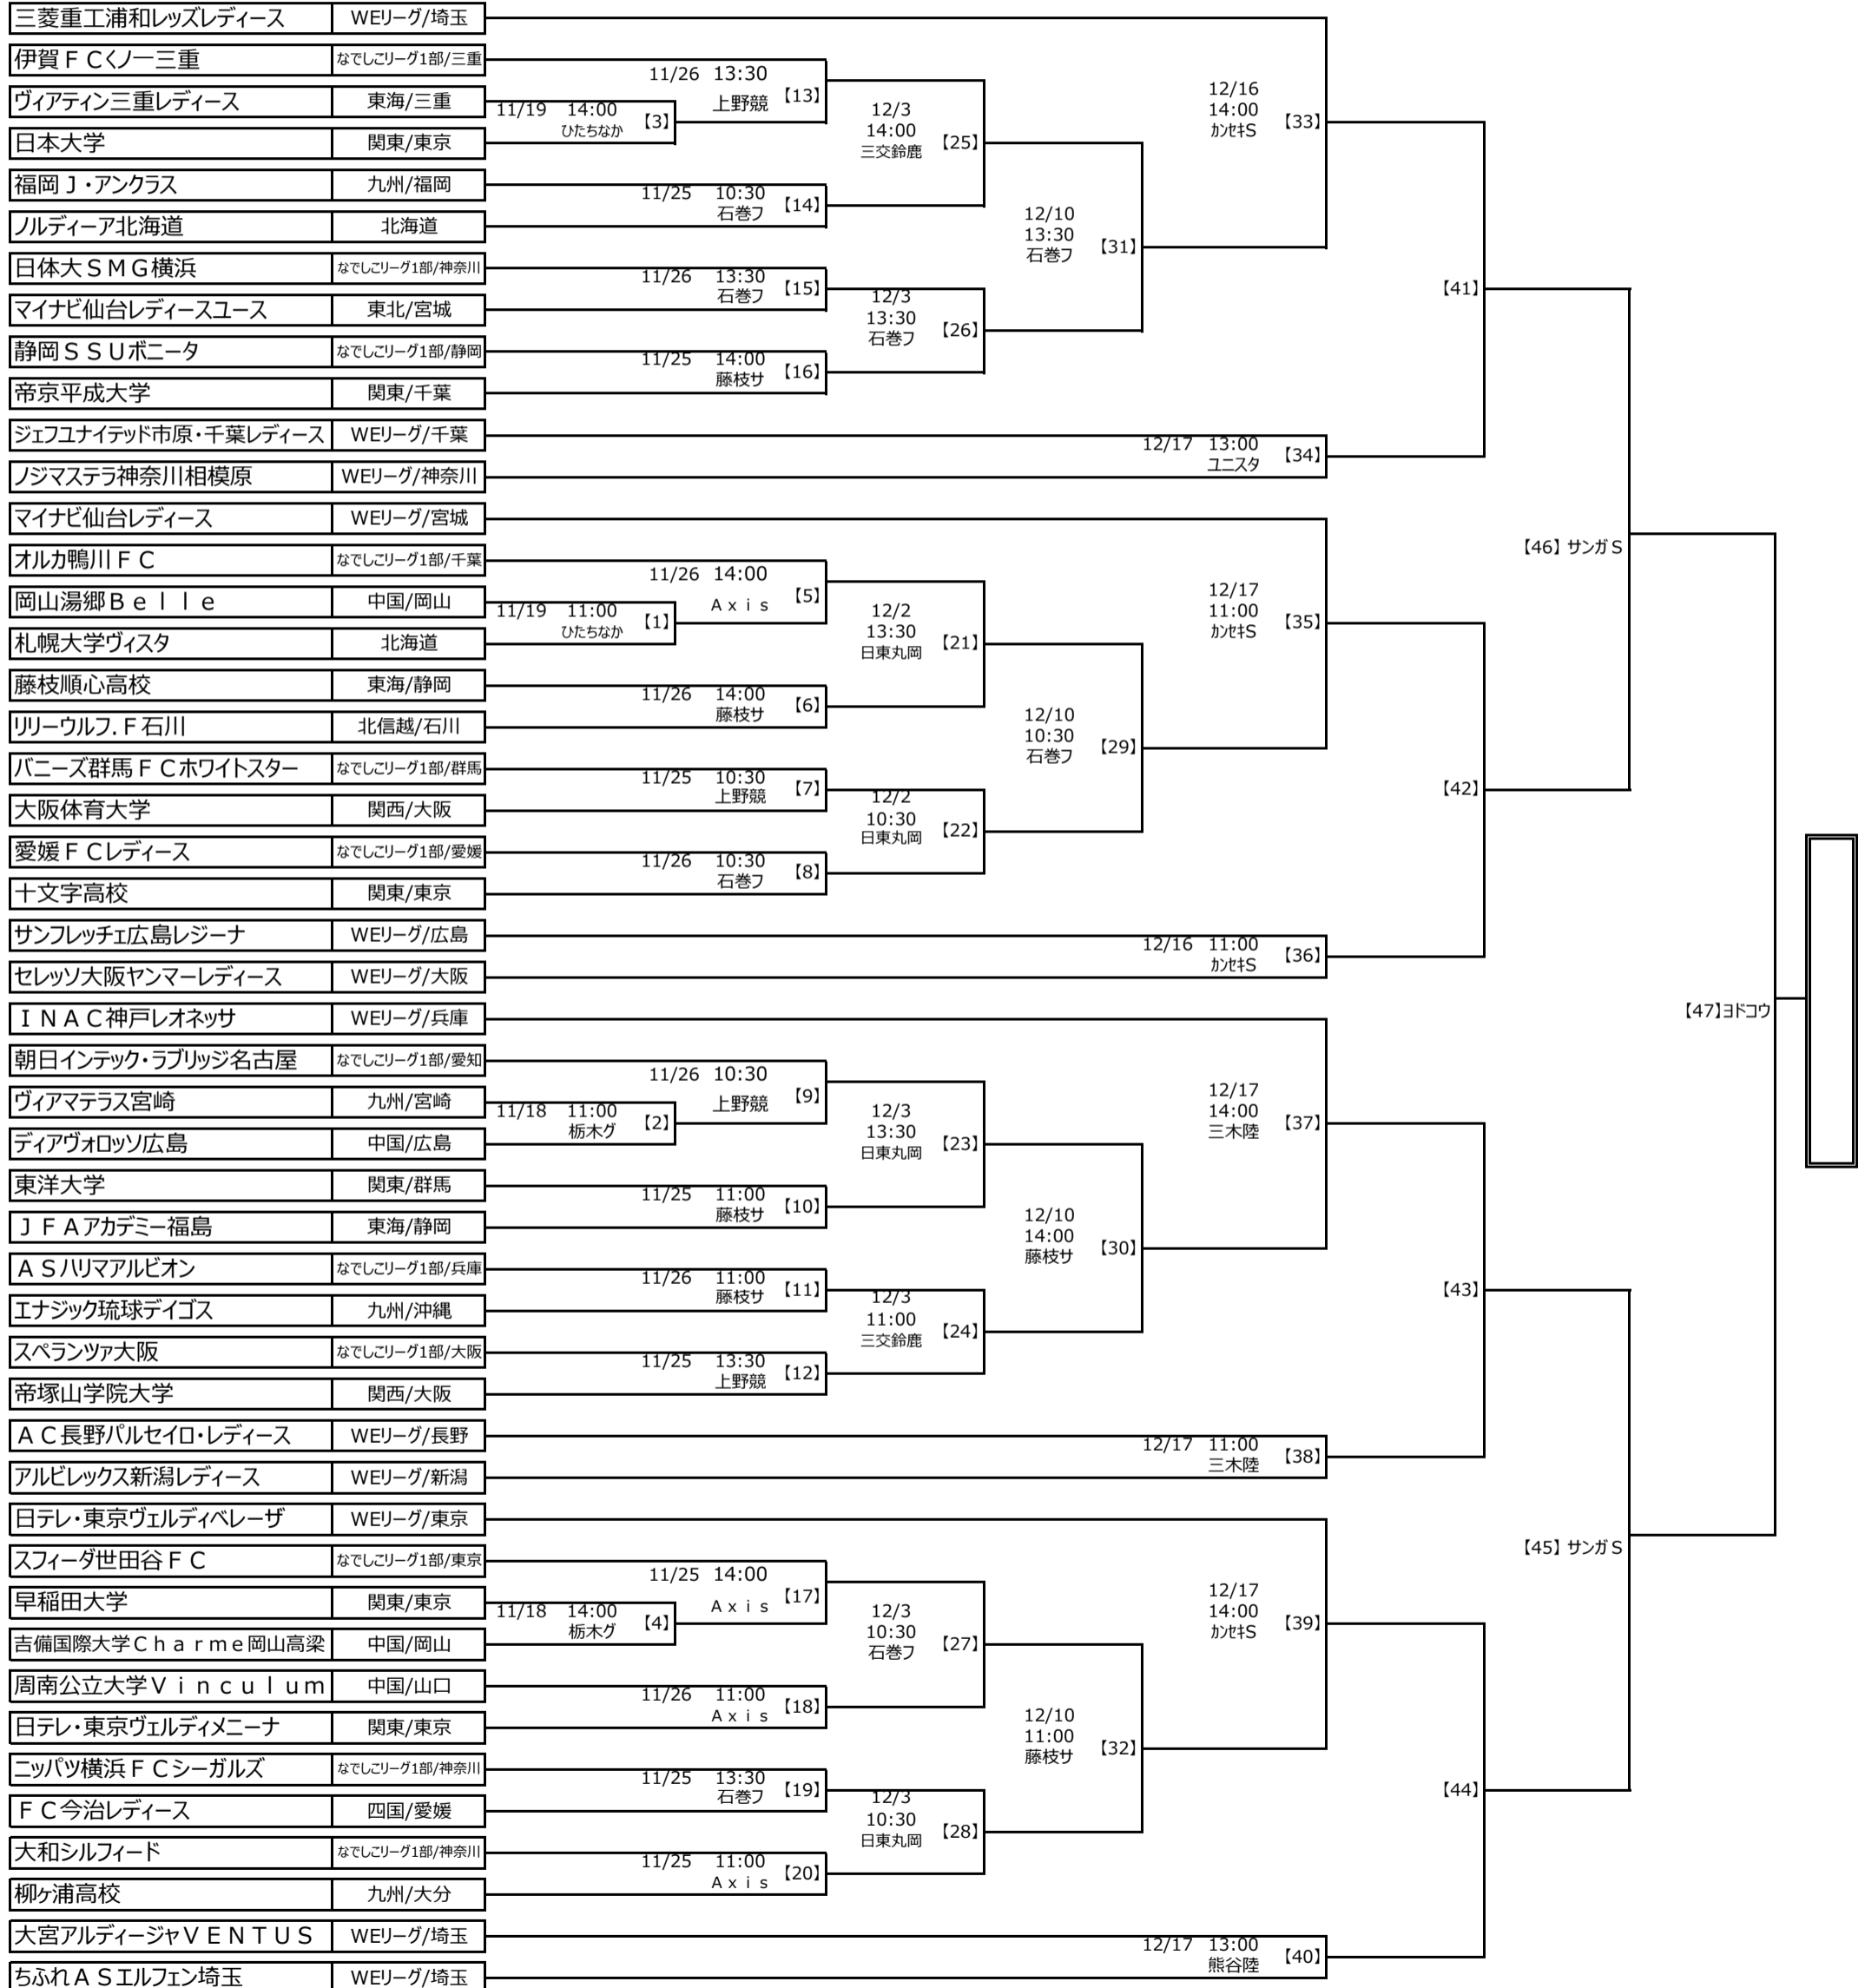 三菱重工浦和レッズレディース WEリーグ/埼玉
伊賀ＦＣくノ一三重 なでしこリーグ1部/三重
11/26 13:30
上野競 【13】
ヴィアティン三重レディース 東海/三重
11/19 14:00
ひたちなか 【3】
日本大学 関東/東京
12/3
14:00
三交鈴鹿 【25】
12/16
14:00
ｶﾝｾｷS 【33】
福岡Ｊ・アンクラス 九州/福岡
11/25 10:30
石巻フ 【14】
ノルディーア北海道 北海道
12/10
13:30
石巻フ 【31】
日体大ＳＭＧ横浜 なでしこリーグ1部/神奈川
11/26 13:30
石巻フ 【15】
マイナビ仙台レディースユース 東北/宮城
12/3
13:30
石巻フ 【26】
【41】
静岡ＳＳＵボニータ なでしこリーグ1部/静岡
11/25 14:00
藤枝サ 【16】
帝京平成大学 関東/千葉
ジェフユナイテッド市原・千葉レディース WEリーグ/千葉
12/17 13:00
ユニスタ 【34】
ノジマステラ神奈川相模原 WEリーグ/神奈川
マイナビ仙台レディース WEリーグ/宮城
【46】 サンガＳ
オルカ鴨川ＦＣ なでしこリーグ1部/千葉
11/26 14:00
Ａｘｉｓ 【5】
岡山湯郷Ｂｅｌｌｅ 中国/岡山
11/19 11:00
ひたちなか 【1】
札幌大学ヴィスタ 北海道
12/2
13:30
日東丸岡 【21】
12/17
11:00
ｶﾝｾｷS 【35】
藤枝順心高校 東海/静岡
11/26 14:00
藤枝サ 【6】
リリーウルフ.Ｆ石川 北信越/石川
12/10
10:30
石巻フ 【29】
バニーズ群馬ＦＣホワイトスター なでしこリーグ1部/群馬
11/25 10:30
上野競 【7】
大阪体育大学 関西/大阪
12/2
10:30
日東丸岡 【22】
【42】
愛媛ＦＣレディース なでしこリーグ1部/愛媛
11/26 10:30
石巻フ 【8】
十文字高校 関東/東京
サンフレッチェ広島レジーナ WEリーグ/広島
12/16 11:00
ｶﾝｾｷS 【36】
セレッソ大阪ヤンマーレディース WEリーグ/大阪
ＩＮＡＣ神戸レオネッサ WEリーグ/兵庫
【47】ヨドコウ
朝日インテック・ラブリッジ名古屋 なでしこリーグ1部/愛知
11/26 10:30
上野競 【9】
ヴィアマテラス宮崎 九州/宮崎
11/18 11:00
栃木グ 【2】
ディアヴォロッソ広島 中国/広島
12/3
13:30
日東丸岡 【23】
12/17
14:00
三木陸 【37】
東洋大学 関東/群馬
11/25 11:00
藤枝サ 【10】
ＪＦＡアカデミー福島 東海/静岡
12/10
14:00
藤枝サ 【30】
ＡＳハリマアルビオン なでしこリーグ1部/兵庫
11/26 11:00
藤枝サ 【11】
エナジック琉球デイゴス 九州/沖縄
12/3
11:00
三交鈴鹿 【24】
【43】
スペランツァ大阪 なでしこリーグ1部/大阪
11/25 13:30
上野競 【12】
帝塚山学院大学 関西/大阪
ＡＣ長野パルセイロ・レディース WEリーグ/長野
12/17 11:00
三木陸 【38】
アルビレックス新潟レディース WEリーグ/新潟
日テレ・東京ヴェルディベレーザ WEリーグ/東京
【45】 サンガＳ
スフィーダ世田谷ＦＣ なでしこリーグ1部/東京
11/25 14:00
Ａｘｉｓ 【17】
早稲田大学 関東/東京
11/18 14:00
栃木グ 【4】
吉備国際大学Ｃｈａｒｍｅ岡山高梁 中国/岡山
12/3
10:30
石巻フ 【27】
12/17
14:00
ｶﾝｾｷS 【39】
周南公立大学Ｖｉｎｃｕｌｕｍ 中国/山口
11/26 11:00
Ａｘｉｓ 【18】
日テレ・東京ヴェルディメニーナ 関東/東京
12/10
11:00
藤枝サ 【32】
ニッパツ横浜ＦＣシーガルズ なでしこリーグ1部/神奈川
11/25 13:30
石巻フ 【19】
ＦＣ今治レディース 四国/愛媛
12/3
10:30
日東丸岡 【28】
【44】
大和シルフィード なでしこリーグ1部/神奈川
11/25 11:00
Ａｘｉｓ 【20】
柳ヶ浦高校 九州/大分
大宮アルディージャＶＥＮＴＵＳ WEリーグ/埼玉
12/17 13:00
熊谷陸 【40】
ちふれＡＳエルフェン埼玉 WEリーグ/埼玉